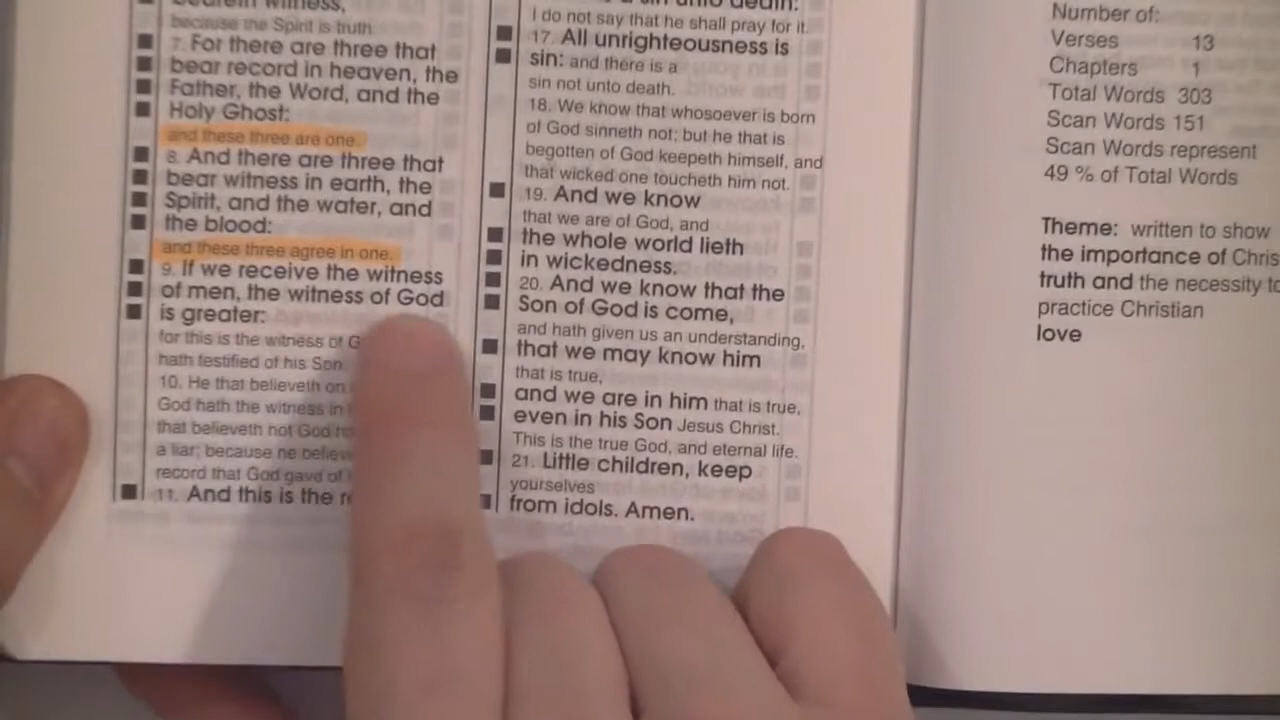 because the Spirit is truth.
7. For there are three that
bear record in heaven, the
Father, the Word, and the
Holy Ghost:
and these three are one.
8. And there are three that
bear witness in earth, the
Spirit, and the water, and
the blood:
and these three agree in one.
9. If we receive the witness
of men, the witness of God
is greater:
for this is the witness of G
hath testified of his Son.
10. He that believeth on
God hath the witness in
that believeth not God
a liar; because he believ
record that God gave of
11. And this is the r
I do not say that he shall pray for it.
17. All unrighteousness is
sin: and there is a
sin not unto death.
18. We know that whosoever is born
of God sinneth not; but he that is
begotten of God keepeth himself, and
that wicked one toucheth him not.
19. And we know
that we are of God, and
the whole world lieth
in wickedness.
20. And we know that the
Son of God is come,
and hath given us an understanding,
that we may know him
that is true,
and we are in him that is true,
even in his Son Jesus Christ.
This is the true God, and eternal life.
21. Little children, keep
yourselves
from idols. Amen.
Number of:
Verses 13
Chapters 1
Total Words 303
Scan Words 151
Scan Words represent
49 % of Total Words
Theme: written to show
the importance of Chris
truth and the necessity to
practice Christian
love